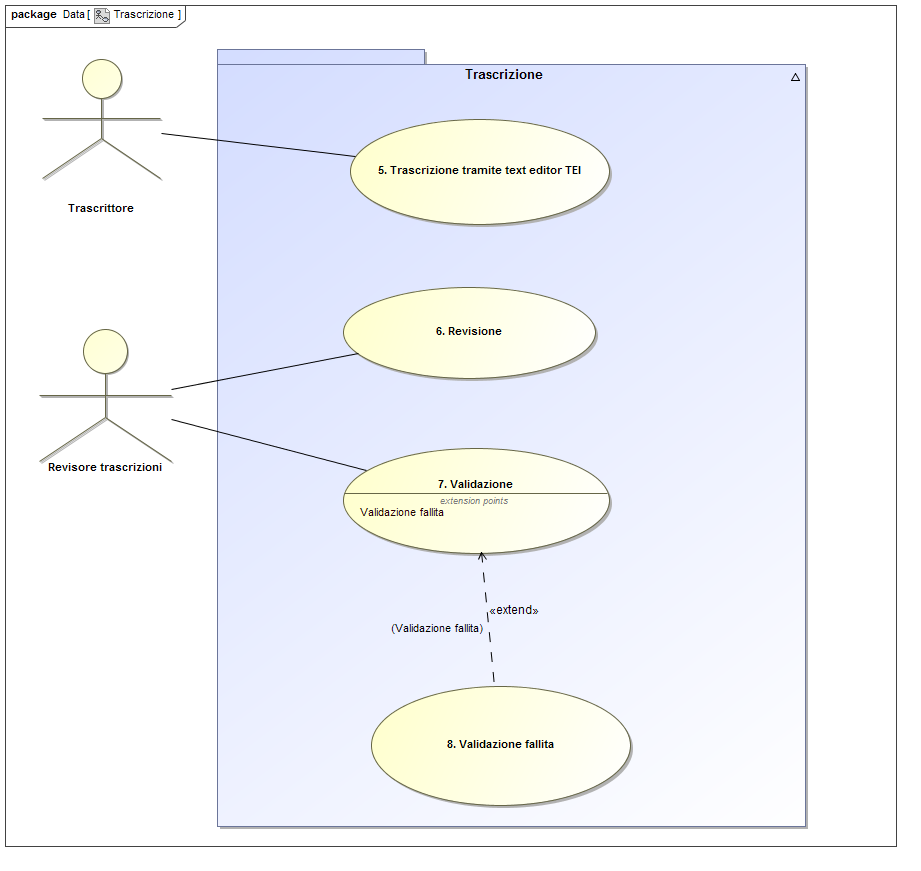 package Data [ Trascrizione ]
Trascrizione
5. Trascrizione tramite text editor TEI
Trascrittore
6. Revisione
Revisore trascrizioni
7. Validazione
extension points
Validazione fallita
«extend»
(Validazione fallita)
8. Validazione fallita